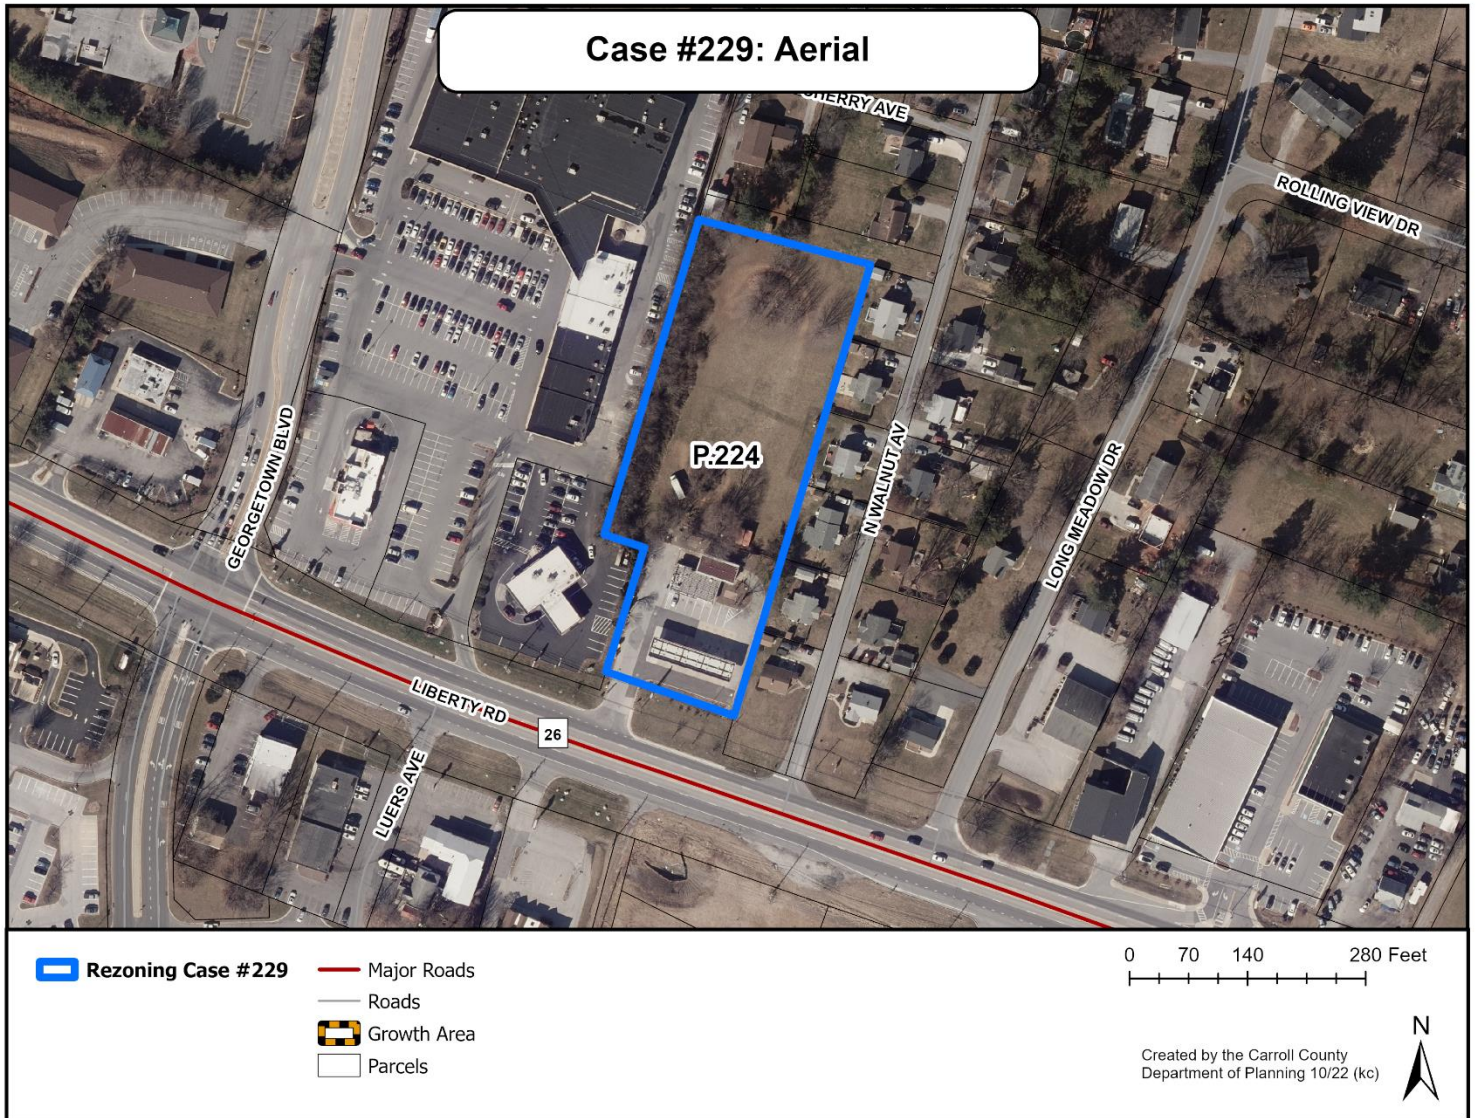 Case #229: Aerial
CHERRY AVE
ROLLING VIEW DR
GEORGETOWN BLVD
P.224
N WALNUT AV
LONG MEADOW DR
LIBERTY RD
26
LUERS AVE
Rezoning Case #229
Major Roads
Roads
Growth Area
Parcels
0 70 140 280 Feet
N
Created by the Carroll County
Department of Planning 10/22 (kc)